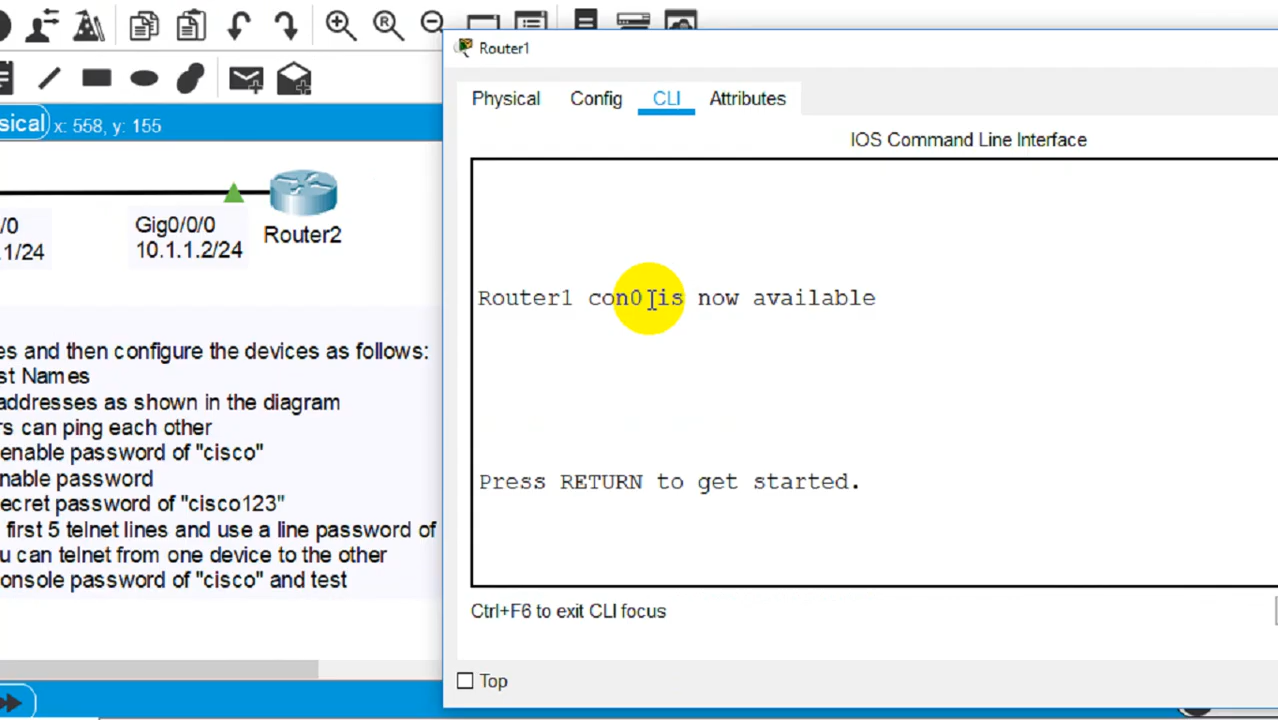 Router1
Physical Config CLI Attributes
sical x: 558, y: 155
IOS Command Line Interface
/0
.1/24
Gig0/0/0
10.1.1.2/24
Router2
Router1 con0 is now available
Press RETURN to get started.
es and then configure the devices as follows:
st Names
addresses as shown in the diagram
rs can ping each other
enable password of "cisco"
nable password
ecret password of "cisco123"
first 5 telnet lines and use a line password of
u can telnet from one device to the other
onsole password of "cisco" and test
Ctrl+F6 to exit CLI focus
Top